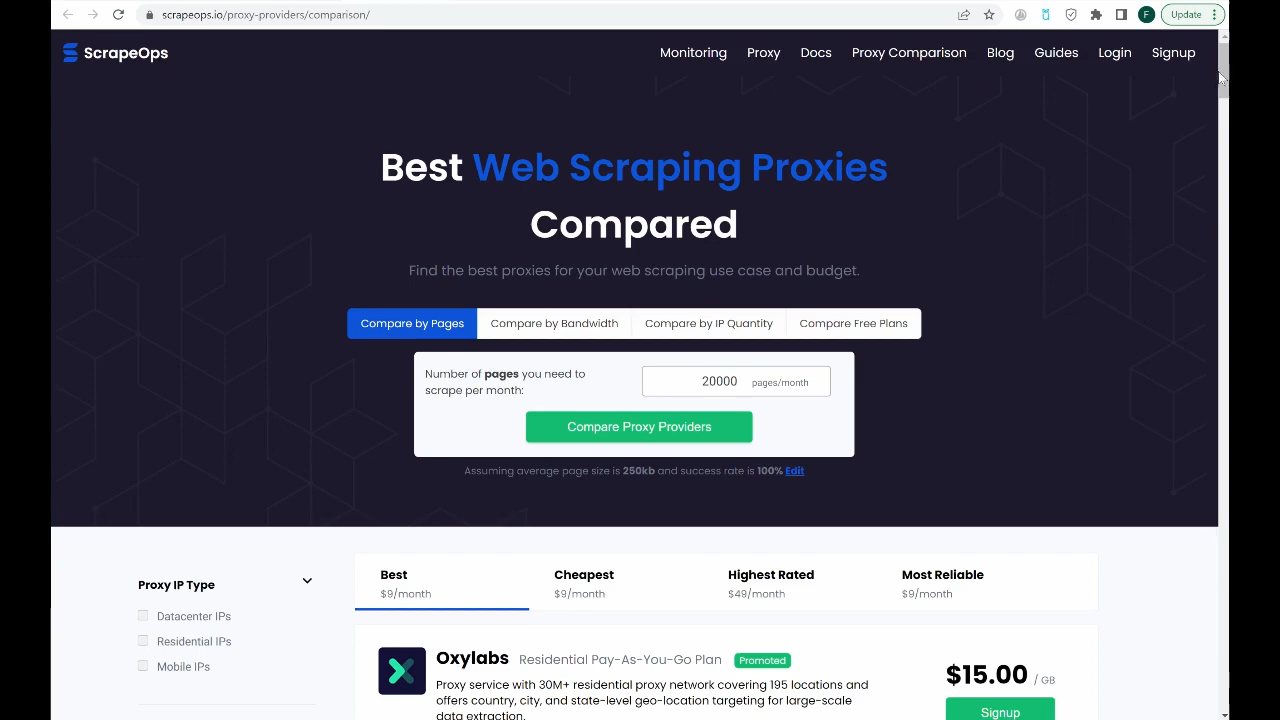 scrapeops.io/proxy-providers/comparison/
F
Update
ScrapeOps
Monitoring Proxy Docs Proxy Comparison Blog Guides Login Signup
Best Web Scraping Proxies
Compared
Find the best proxies for your web scraping use case and budget.
Compare by Pages Compare by Bandwidth Compare by IP Quantity Compare Free Plans
Number of pages you need to
scrape per month:
20000 pages/month
Compare Proxy Providers
Assuming average page size is 250kb and success rate is 100% Edit
Proxy IP Type
Datacenter IPs
Residential IPs
Mobile IPs
Best Cheapest Highest Rated Most Reliable
$9/month $9/month $49/month $9/month
Oxylabs Residential Pay-As-You-Go Plan Promoted
Proxy service with 30M+ residential proxy network covering 195 locations and
offers country, city, and state-level geo-location targeting for large-scale
data extraction.
$15.00 / GB
Signup